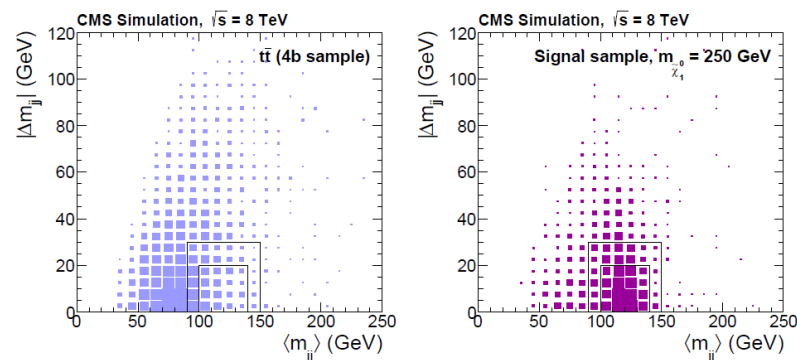 CMS Simulation, √s = 8 TeV
tt̄ (4b sample)
|Δm_jj| (GeV)
120
100
80
60
40
20
0
0 50 100 150 200 250
⟨m_jj⟩ (GeV)
CMS Simulation, √s = 8 TeV
Signal sample, m_χ̃₁⁰ = 250 GeV
|Δm_jj| (GeV)
120
100
80
60
40
20
0
0 50 100 150 200 250
⟨m_jj⟩ (GeV)